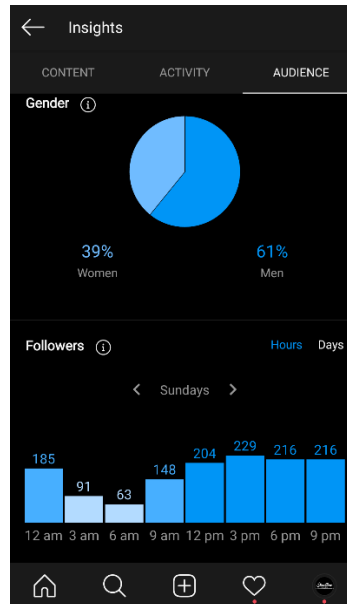 Insights
CONTENT ACTIVITY AUDIENCE
Gender
39% 61%
Women Men
Followers Hours Days
Sundays
185 91 63 148 204 229 216 216
12 am 3 am 6 am 9 am 12 pm 3 pm 6 pm 9 pm